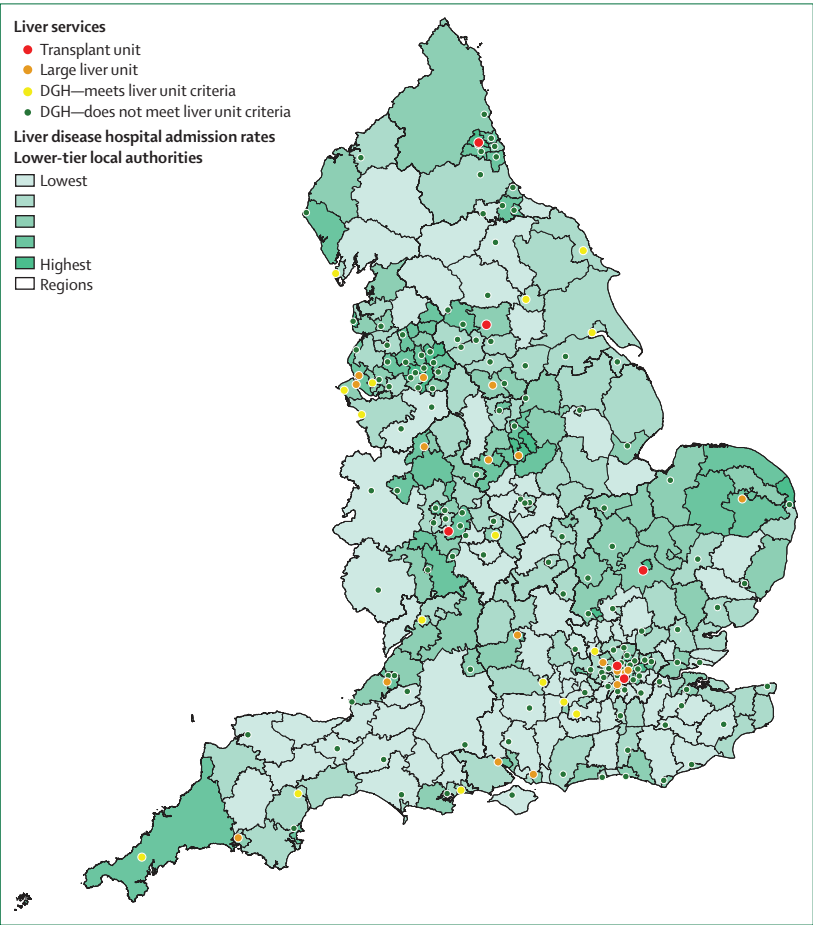 Liver services
Transplant unit
Large liver unit
DGH—meets liver unit criteria
DGH—does not meet liver unit criteria
Liver disease hospital admission rates
Lower-tier local authorities
Lowest
Highest
Regions